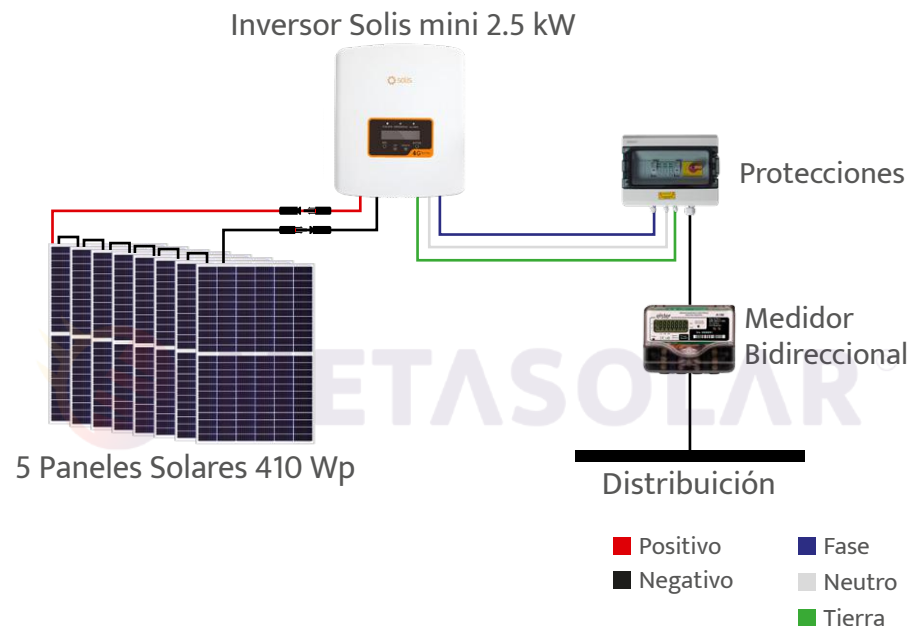 Inversor Solis mini 2.5 kW
solis
Protecciones
Medidor
Bidireccional
ETASOLAR
5 Paneles Solares 410 Wp
Distribuición
Positivo
Fase
Negativo
Neutro
Tierra